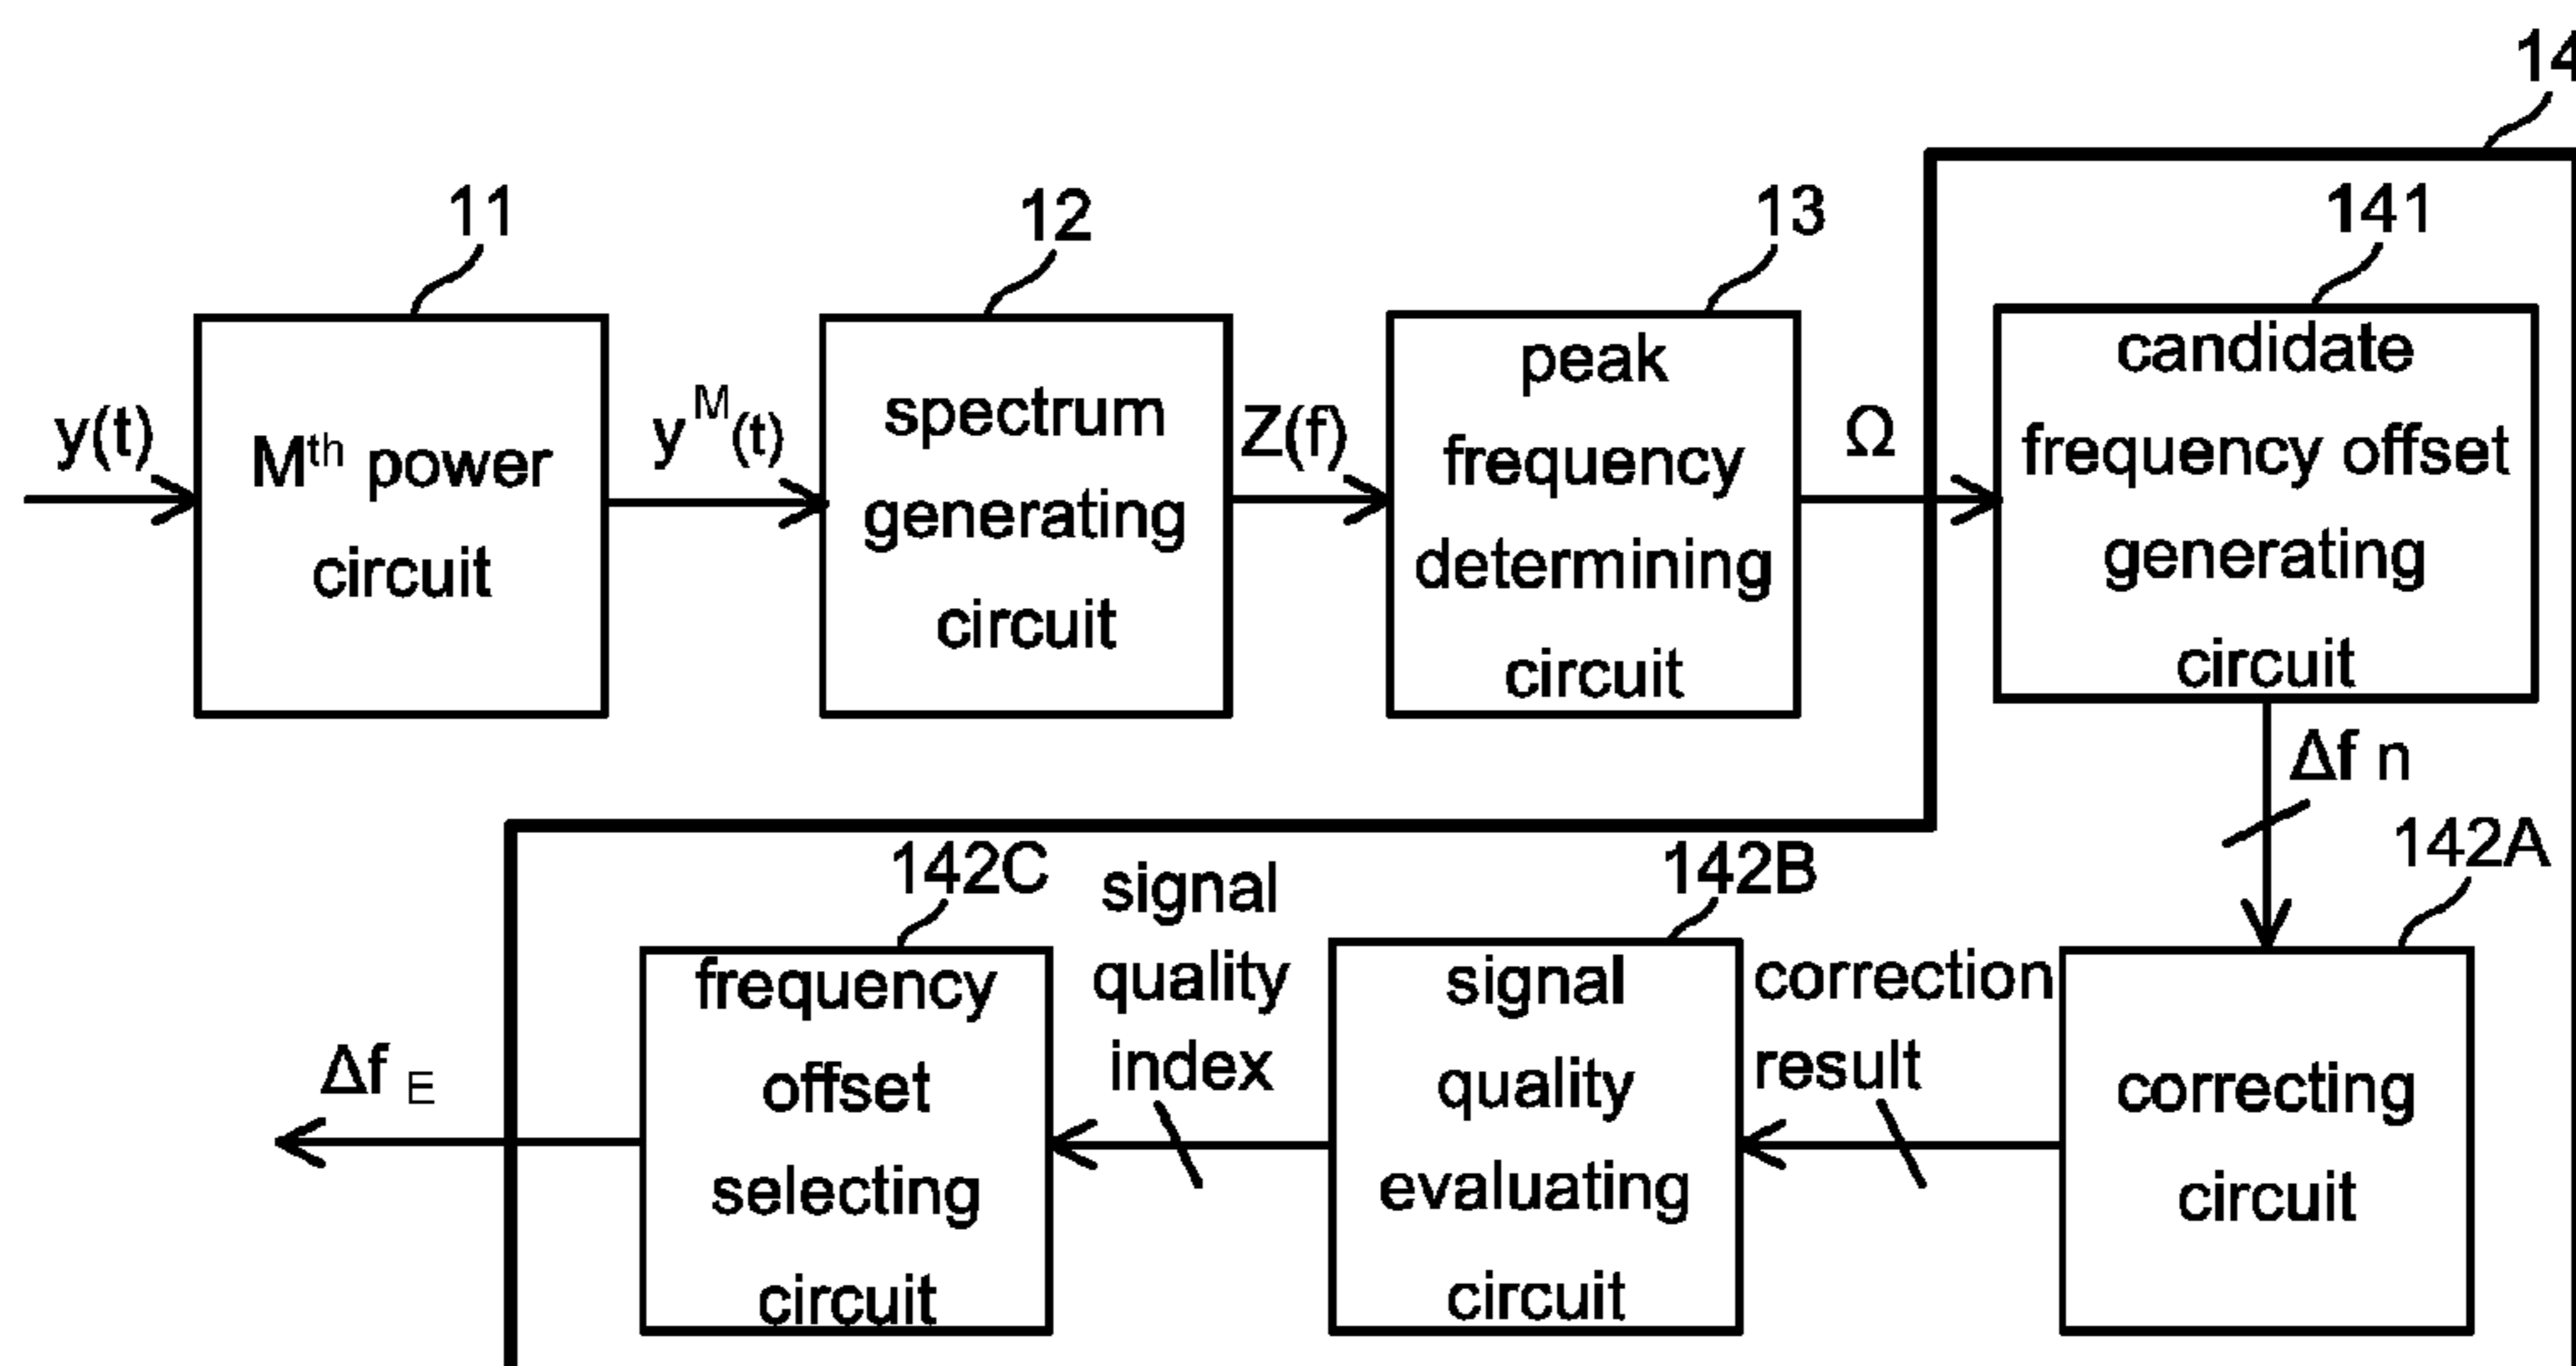 14
11
12
13
141
y(t)
Mth power
circuit
yM(t)
spectrum
generating
circuit
Z(f)
peak
frequency
determining
circuit
Ω
candidate
frequency offset
generating
circuit
Δf n
142C
142B
142A
ΔfE
frequency
offset
selecting
circuit
signal
quality
index
signal
quality
evaluating
circuit
correction
result
correcting
circuit